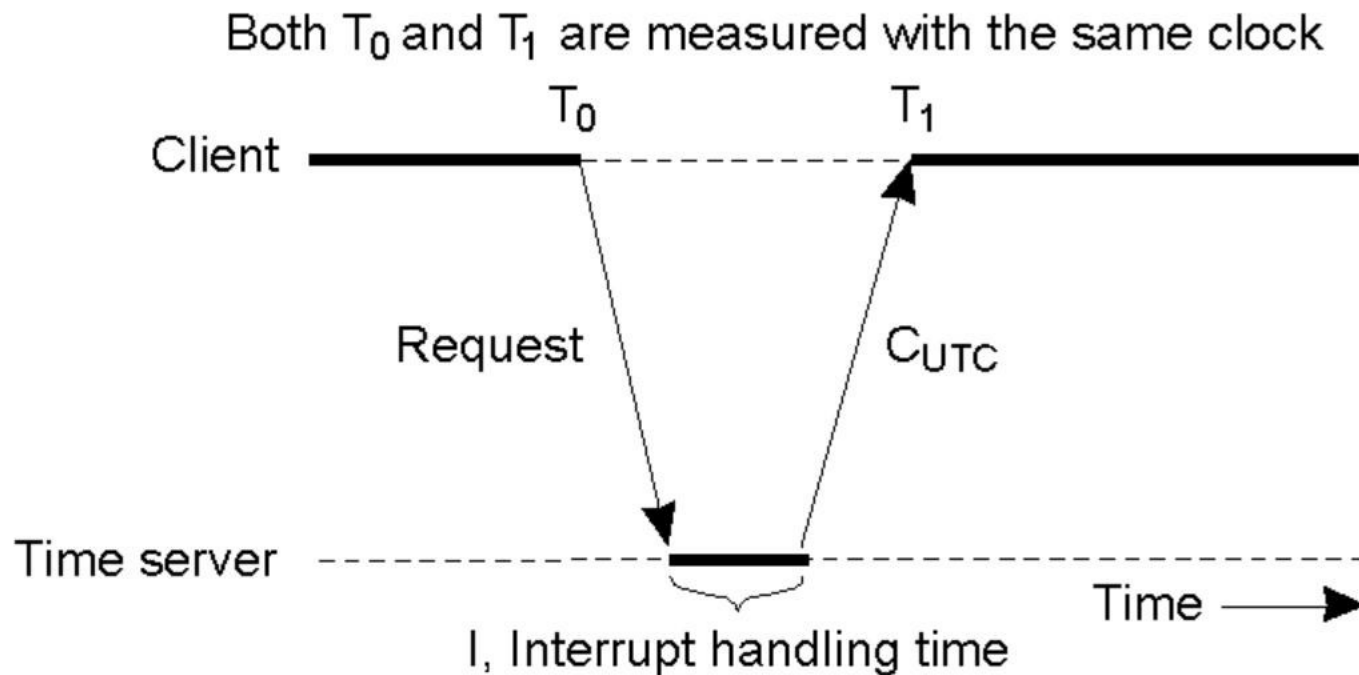 Both T₀ and T₁ are measured with the same clock
T₀ T₁
Client
Request C_UTC
Time server
Time
I, Interrupt handling time